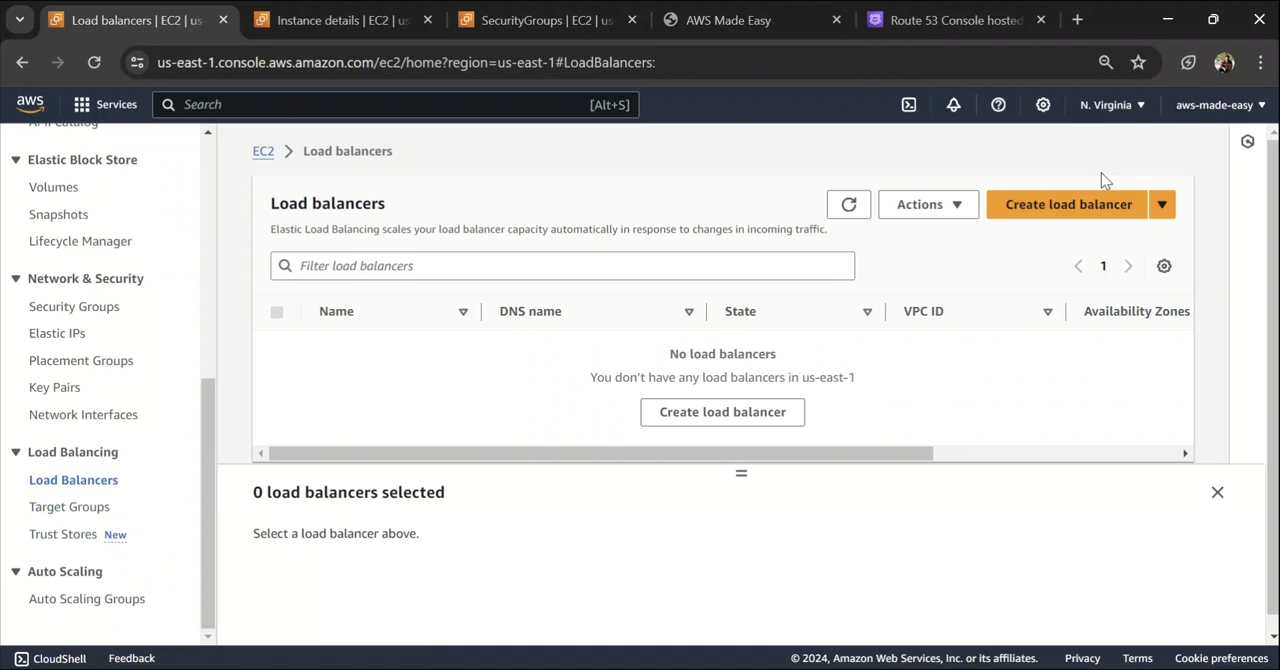 Load balancers | EC2 | us
Instance details | EC2 | us
SecurityGroups | EC2 | us
AWS Made Easy
Route 53 Console hosted
us-east-1.console.aws.amazon.com/ec2/home?region=us-east-1#LoadBalancers:
aws
Services
Search
[Alt+S]
N. Virginia
aws-made-easy
AMI Catalog
Elastic Block Store
Volumes
Snapshots
Lifecycle Manager
Network & Security
Security Groups
Elastic IPs
Placement Groups
Key Pairs
Network Interfaces
Load Balancing
Load Balancers
Target Groups
Trust Stores New
Auto Scaling
Auto Scaling Groups
EC2 > Load balancers
Load balancers
Actions
Create load balancer
Elastic Load Balancing scales your load balancer capacity automatically in response to changes in incoming traffic.
Filter load balancers
1
Name
DNS name
State
VPC ID
Availability Zones
No load balancers
You don't have any load balancers in us-east-1
Create load balancer
0 load balancers selected
Select a load balancer above.
CloudShell
Feedback
© 2024, Amazon Web Services, Inc. or its affiliates.
Privacy
Terms
Cookie preferences